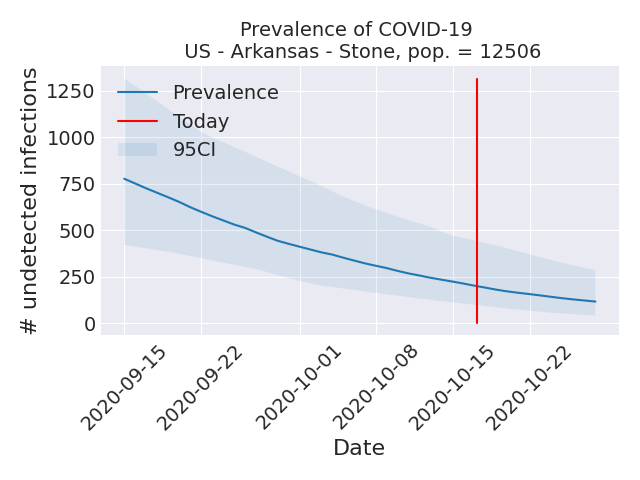 Prevalence of COVID-19
US - Arkansas - Stone, pop. = 12506
# undetected infections
1250
1000
750
500
250
0
Prevalence
Today
95CI
2020-09-15
2020-09-22
2020-10-01
2020-10-08
2020-10-15
2020-10-22
Date